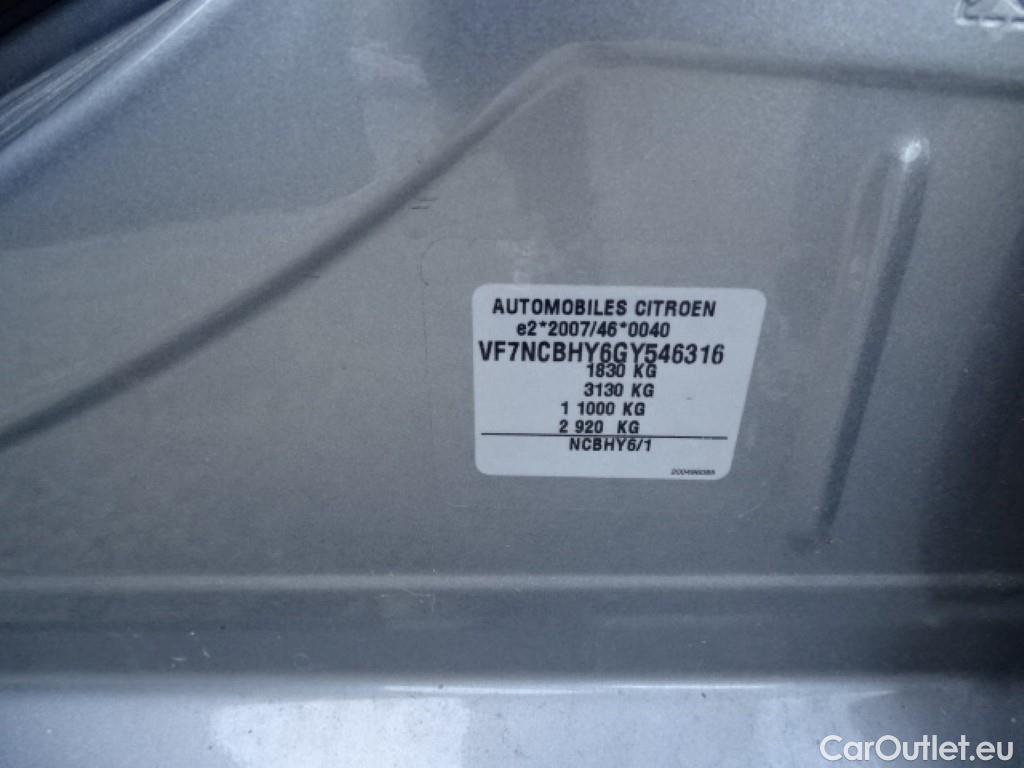 AUTOMOBILES CITROEN
e2*2007/46*0040
VF7NCBHY6GY546316
1830 KG
3130 KG
1 1000 KG
2 920 KG
NCBHY6/1
CarOutlet.eu